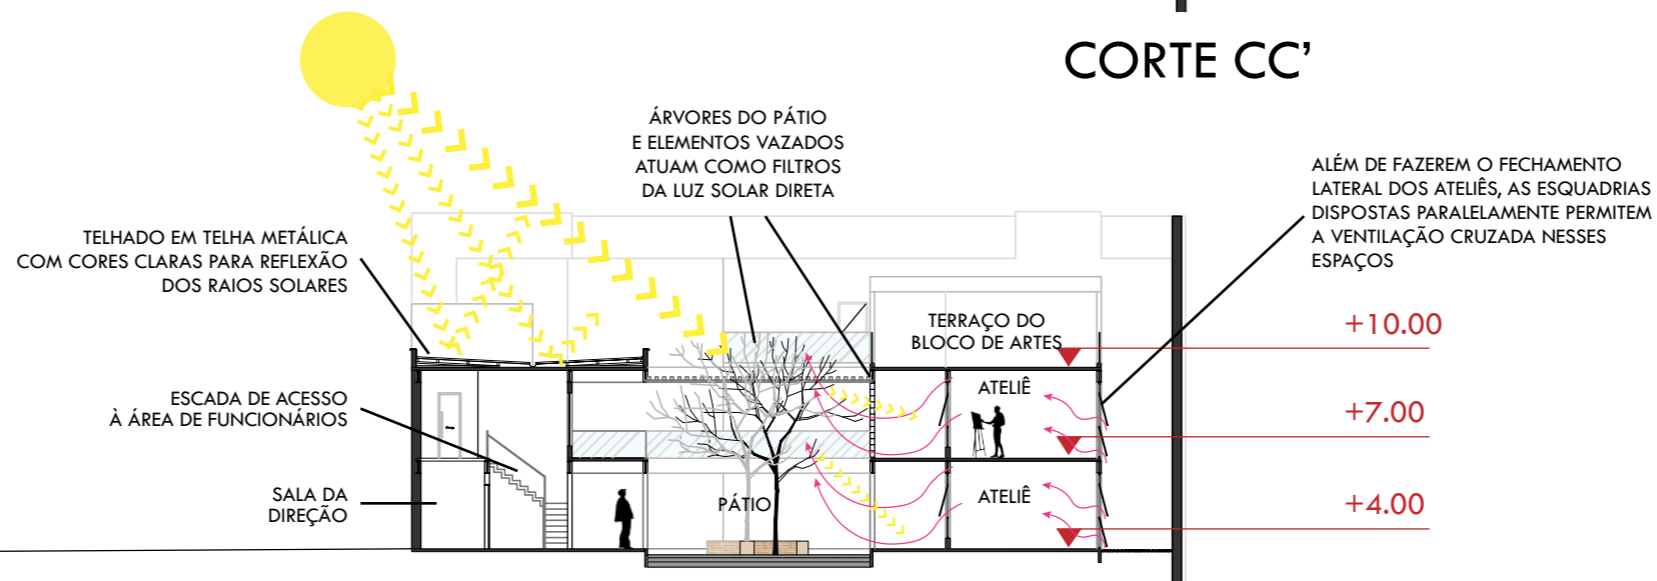 CORTE CC’
ÁRVORES DO PÁTIO
E ELEMENTOS VAZADOS
ATUAM COMO FILTROS
DA LUZ SOLAR DIRETA
ALÉM DE FAZEREM O FECHAMENTO
LATERAL DOS ATELIÊS, AS ESQUADRIAS
DISPOSTAS PARALELAMENTE PERMITEM
A VENTILAÇÃO CRUZADA NESSES
ESPAÇOS
TELHADO EM TELHA METÁLICA
COM CORES CLARAS PARA REFLEXÃO
DOS RAIOS SOLARES
TERRAÇO DO
BLOCO DE ARTES
+10.00
ESCADA DE ACESSO
À ÁREA DE FUNCIONÁRIOS
ATELIÊ
+7.00
SALA DA
DIREÇÃO
PÁTIO
ATELIÊ
+4.00